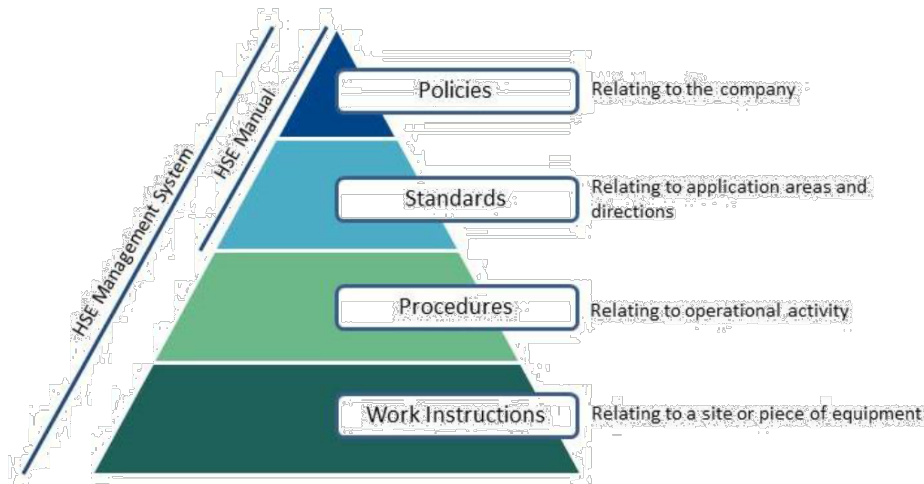 HSE Management System
HSE Manual
Policies
Relating to the company
Standards
Relating to application areas and
directions
Procedures
Relating to operational activity
Work Instructions
Relating to a site or piece of equipment